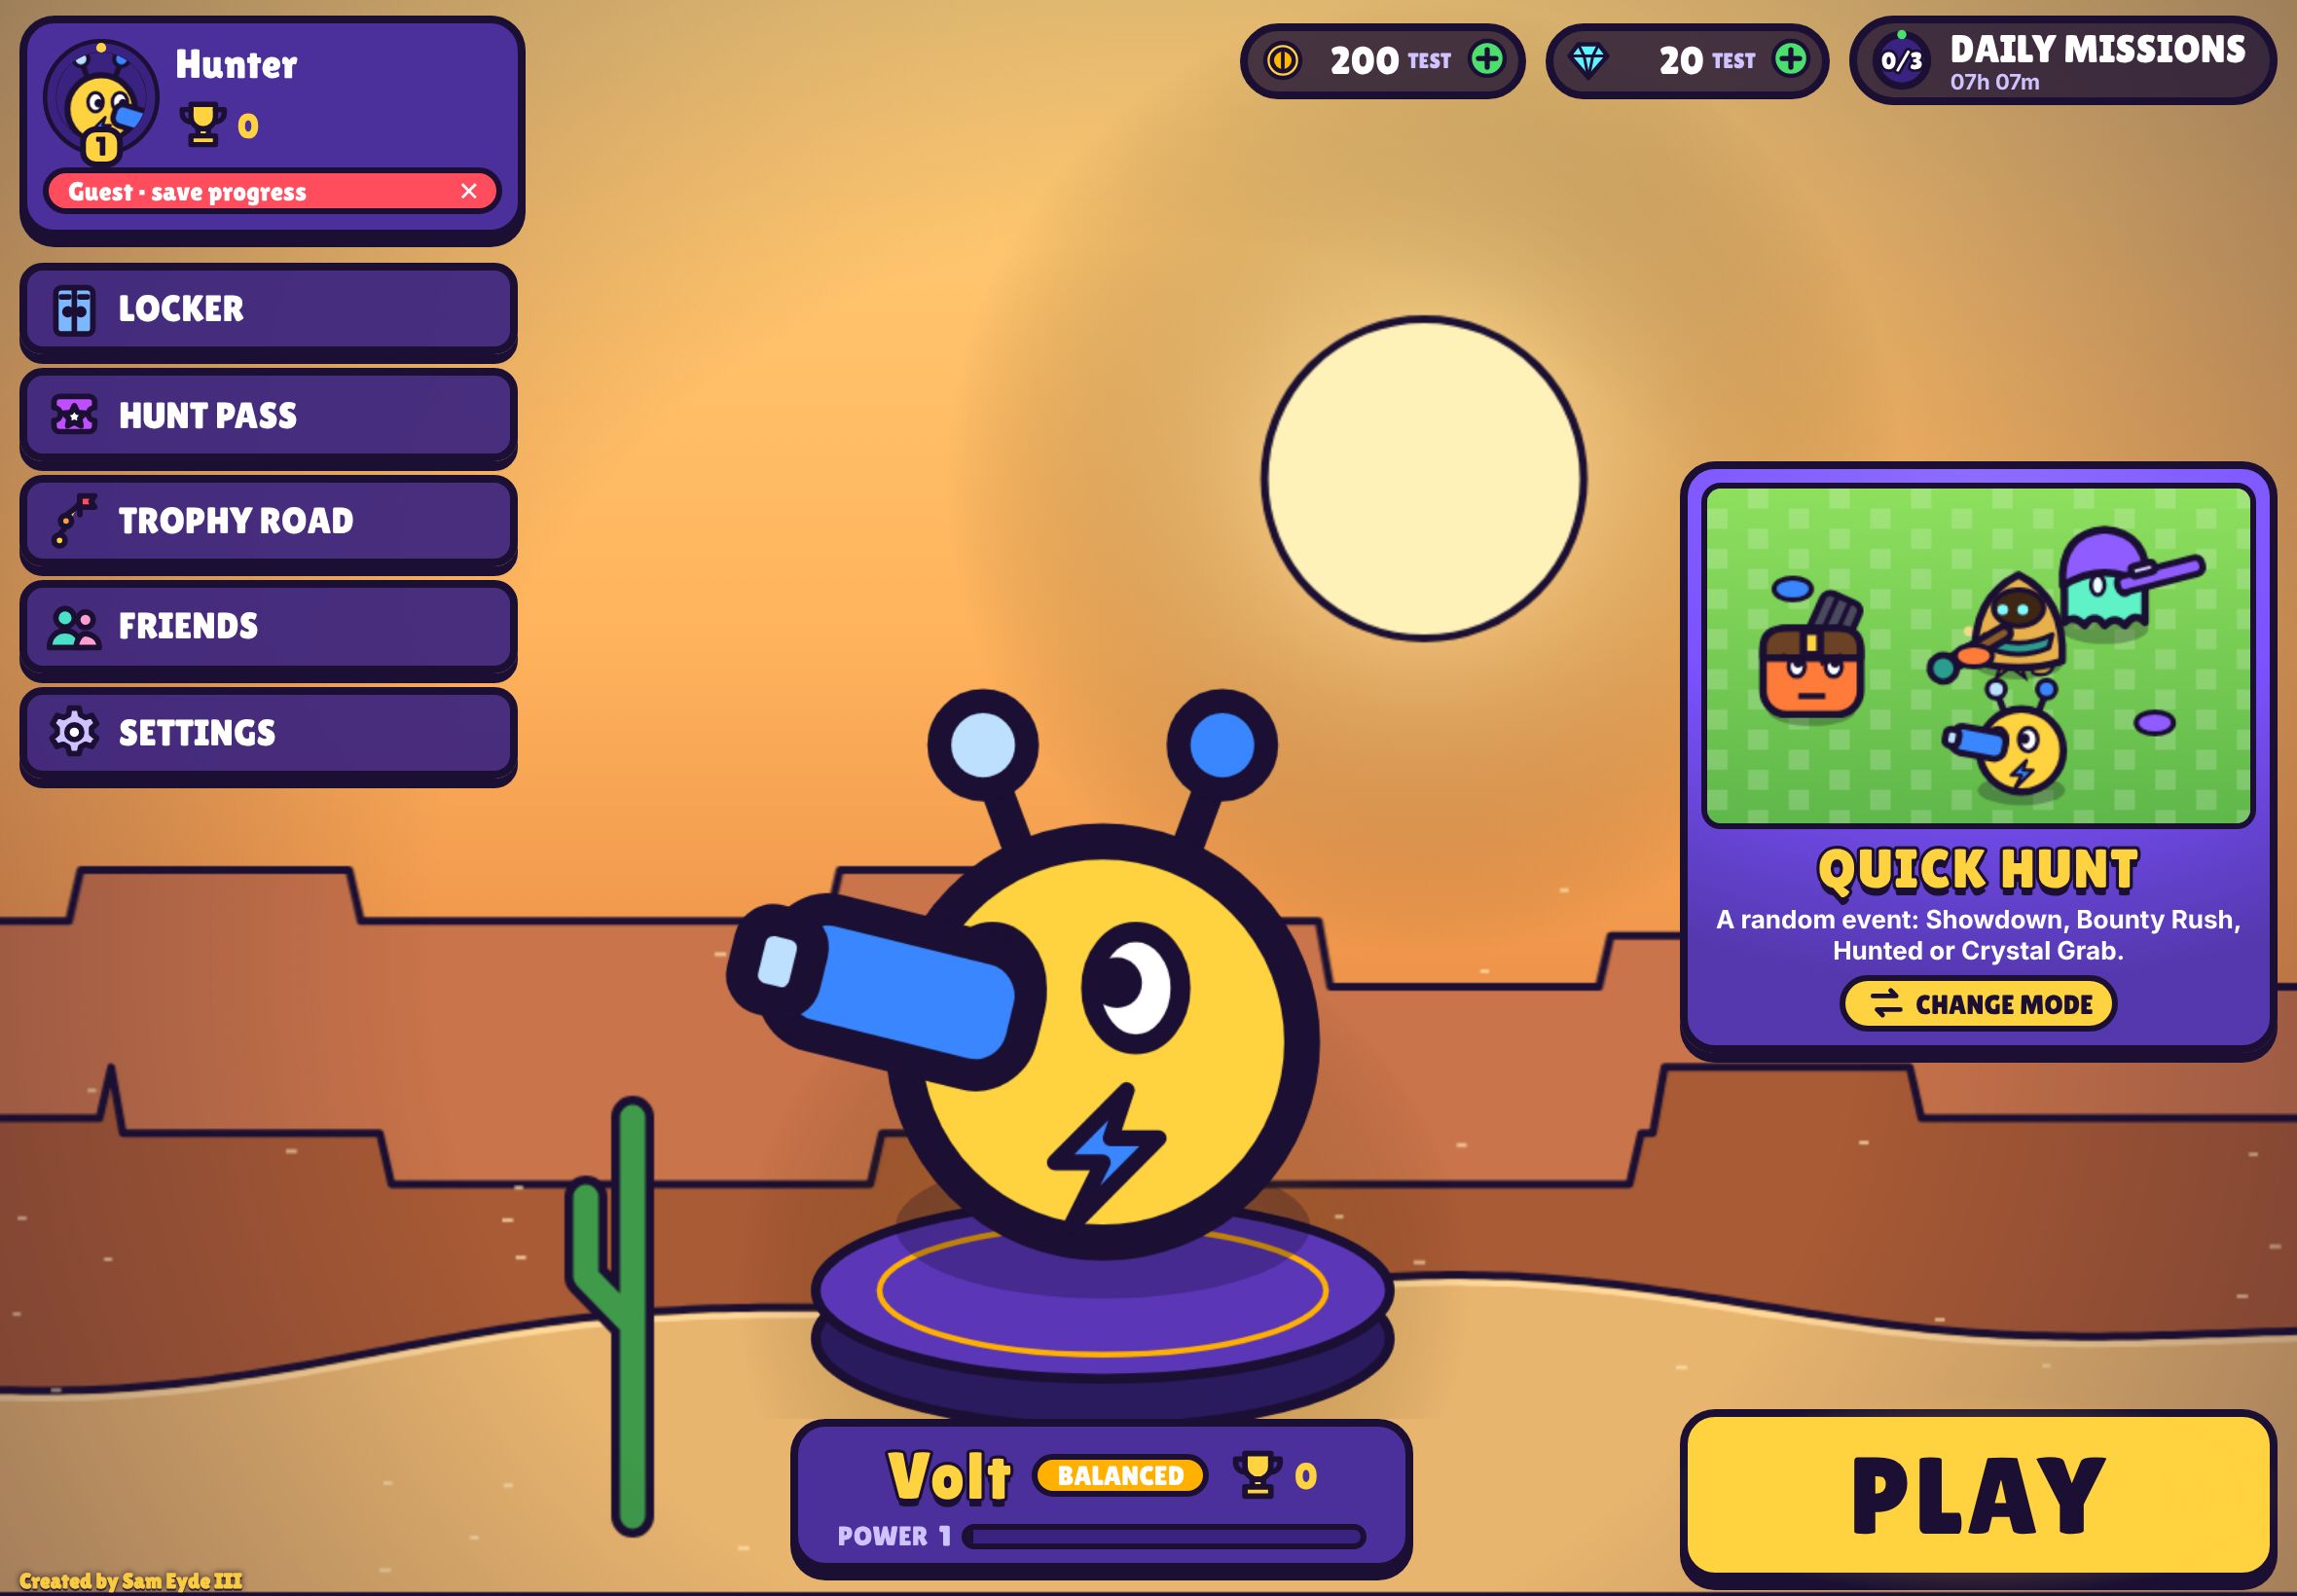 Hunter
0
1
Guest · save progress
200 TEST
20 TEST
0/3
DAILY MISSIONS
07h 07m
LOCKER
HUNT PASS
TROPHY ROAD
FRIENDS
SETTINGS
QUICK HUNT
A random event: Showdown, Bounty Rush,
Hunted or Crystal Grab.
CHANGE MODE
Volt BALANCED 0
POWER 1
PLAY
Created by Sam Eyde III